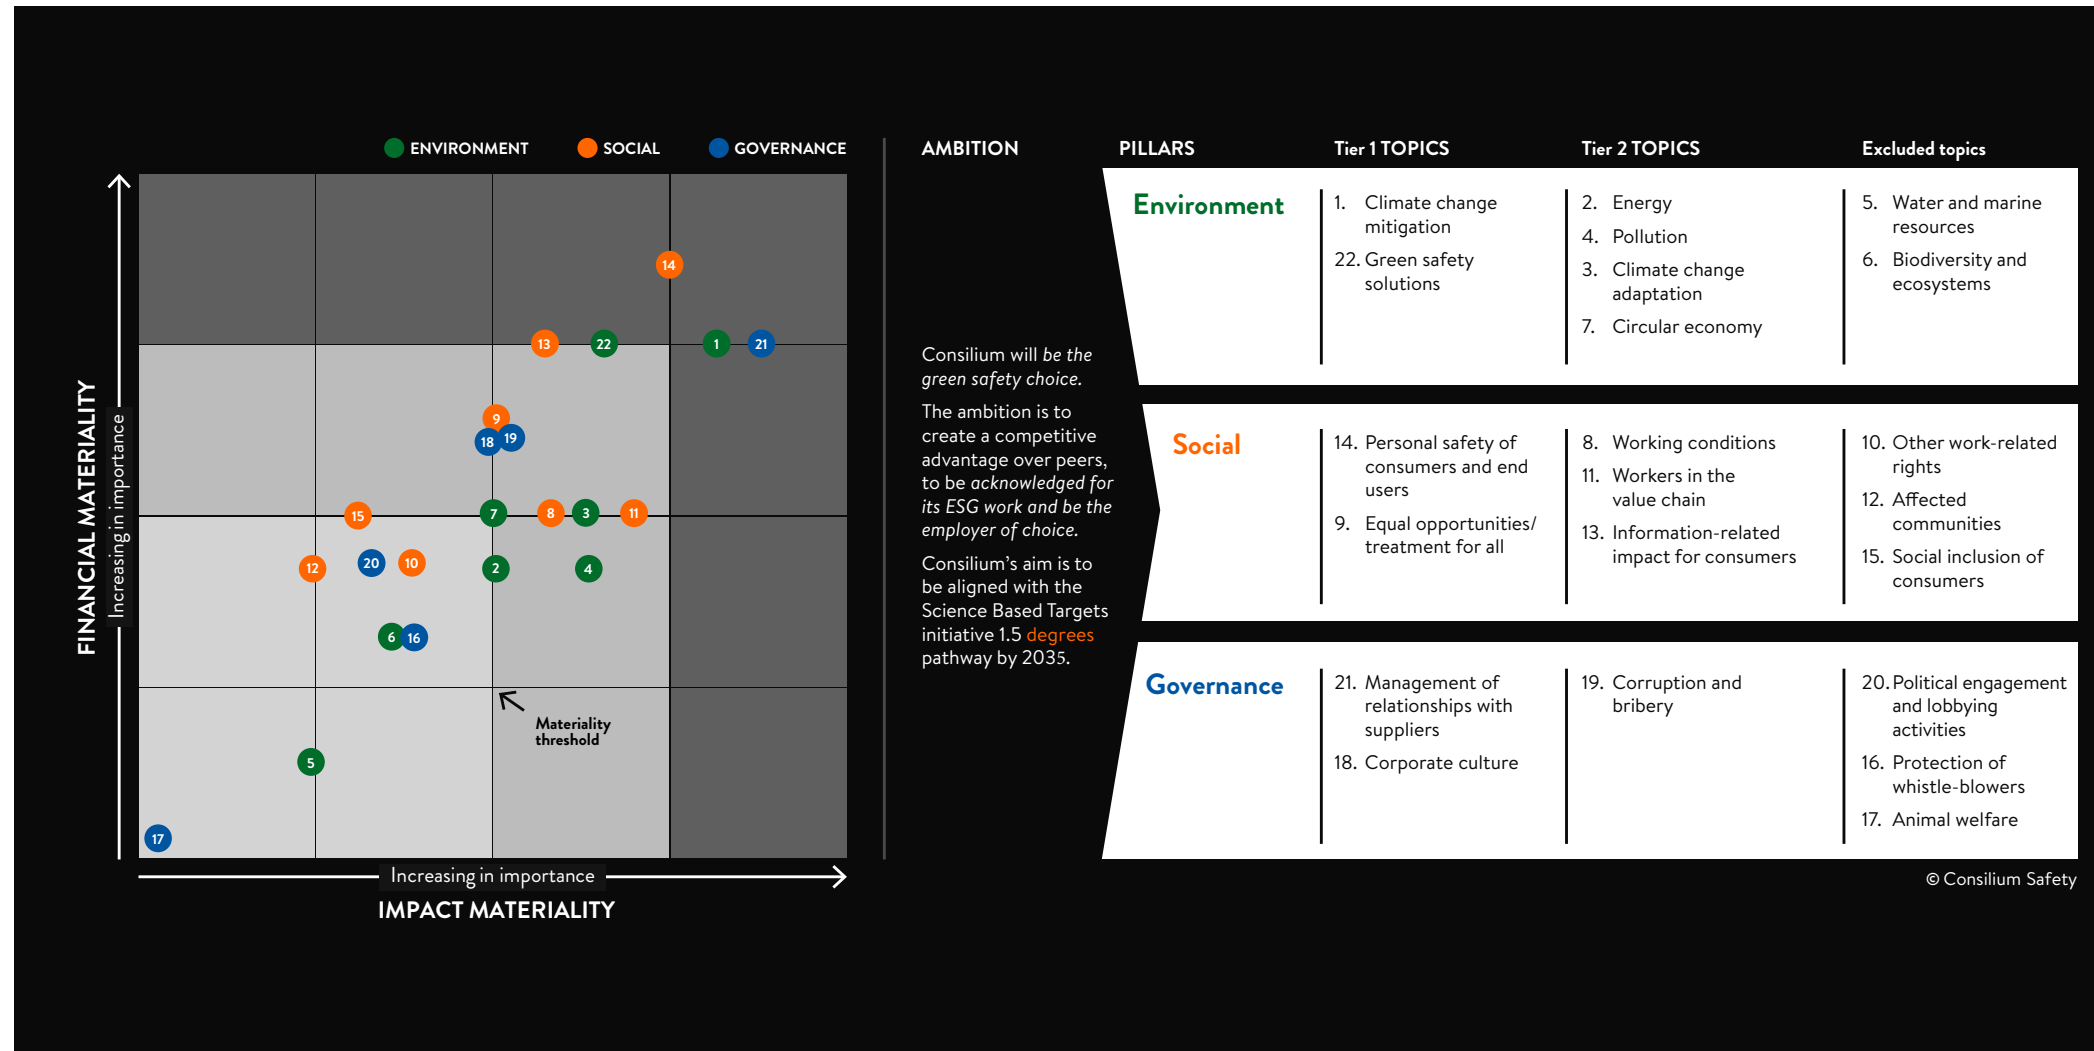 ENVIRONMENT
SOCIAL
GOVERNANCE
FINANCIAL MATERIALITY
Increasing in importance
14
13
22
1
21
9
18
19
15
7
8
3
11
12
20
10
2
4
6
16
Materiality
threshold
5
17
Increasing in importance
IMPACT MATERIALITY
AMBITION
Consilium will be the
green safety choice.
The ambition is to
create a competitive
advantage over peers,
to be acknowledged for
its ESG work and be the
employer of choice.
Consilium's aim is to
be aligned with the
Science Based Targets
initiative 1.5 degrees
pathway by 2035.
PILLARS
Tier 1 TOPICS
Tier 2 TOPICS
Excluded topics
Environment
1. Climate change
mitigation
22. Green safety
solutions
2. Energy
4. Pollution
3. Climate change
adaptation
7. Circular economy
5. Water and marine
resources
6. Biodiversity and
ecosystems
Social
14. Personal safety of
consumers and end
users
9. Equal opportunities/
treatment for all
8. Working conditions
11. Workers in the
value chain
13. Information-related
impact for consumers
10. Other work-related
rights
12. Affected
communities
15. Social inclusion of
consumers
Governance
21. Management of
relationships with
suppliers
18. Corporate culture
19. Corruption and
bribery
20. Political engagement
and lobbying
activities
16. Protection of
whistle-blowers
17. Animal welfare
© Consilium Safety